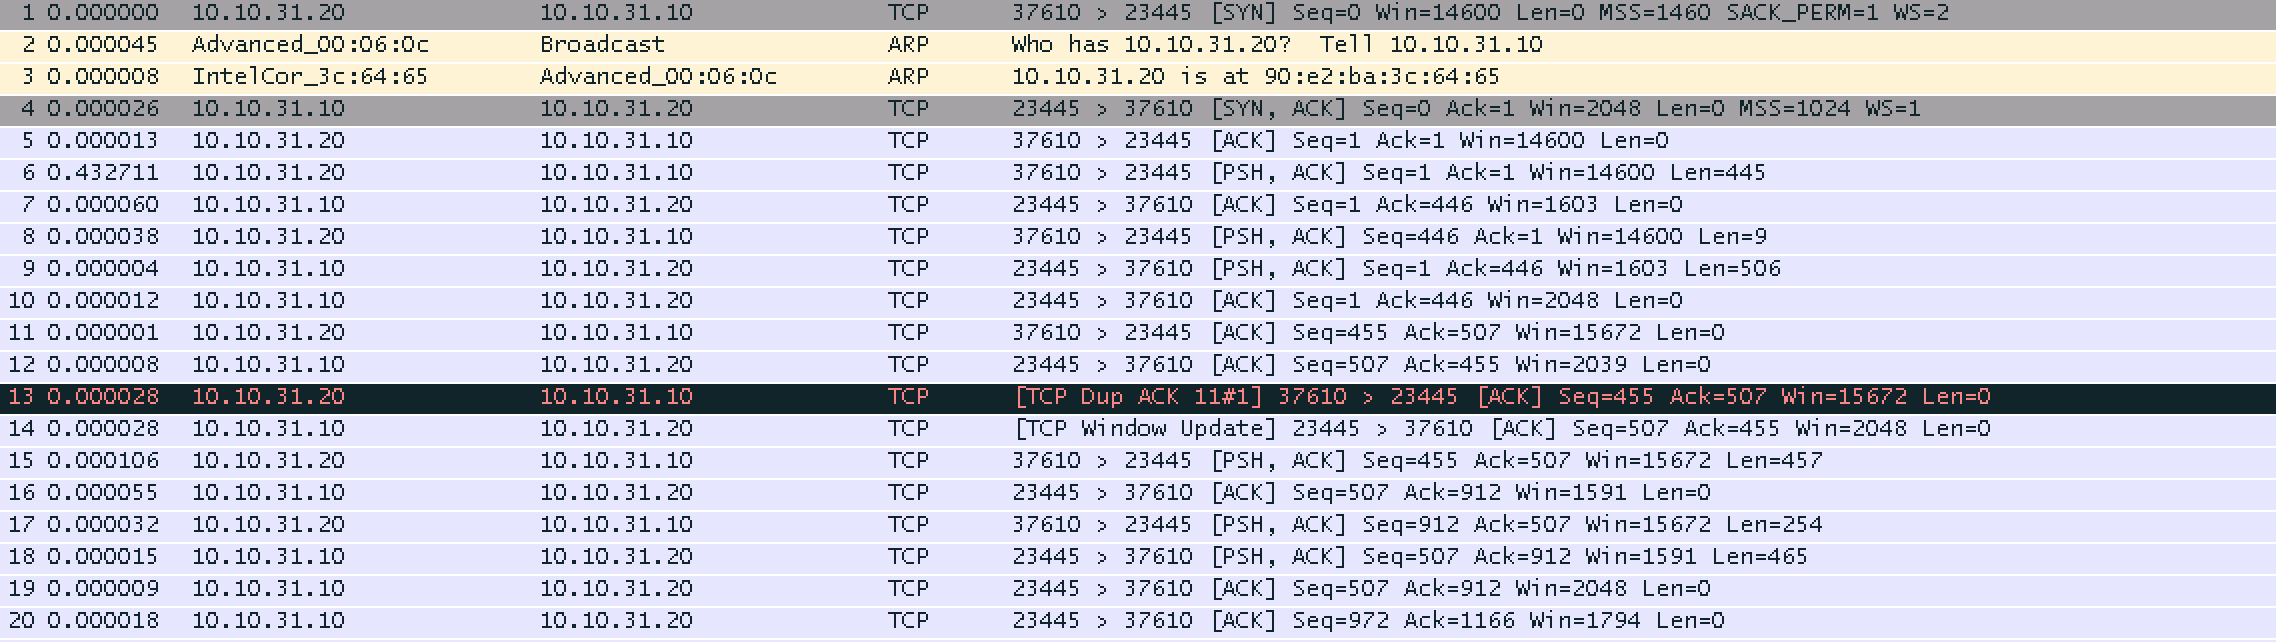 1 0.000000 10.10.31.20 10.10.31.10 TCP 37610 > 23445 [SYN] Seq=0 Win=14600 Len=0 MSS=1460 SACK_PERM=1 WS=2
2 0.000045 Advanced_00:06:0c Broadcast ARP Who has 10.10.31.20? Tell 10.10.31.10
3 0.000008 IntelCor_3c:64:65 Advanced_00:06:0c ARP 10.10.31.20 is at 90:e2:ba:3c:64:65
4 0.000026 10.10.31.10 10.10.31.20 TCP 23445 > 37610 [SYN, ACK] Seq=0 Ack=1 Win=2048 Len=0 MSS=1024 WS=1
5 0.000013 10.10.31.20 10.10.31.10 TCP 37610 > 23445 [ACK] Seq=1 Ack=1 Win=14600 Len=0
6 0.432711 10.10.31.20 10.10.31.10 TCP 37610 > 23445 [PSH, ACK] Seq=1 Ack=1 Win=14600 Len=445
7 0.000060 10.10.31.10 10.10.31.20 TCP 23445 > 37610 [ACK] Seq=1 Ack=446 Win=1603 Len=0
8 0.000038 10.10.31.20 10.10.31.10 TCP 37610 > 23445 [PSH, ACK] Seq=446 Ack=1 Win=14600 Len=9
9 0.000004 10.10.31.10 10.10.31.20 TCP 23445 > 37610 [PSH, ACK] Seq=1 Ack=446 Win=1603 Len=506
10 0.000012 10.10.31.10 10.10.31.20 TCP 23445 > 37610 [ACK] Seq=1 Ack=446 Win=2048 Len=0
11 0.000001 10.10.31.20 10.10.31.10 TCP 37610 > 23445 [ACK] Seq=455 Ack=507 Win=15672 Len=0
12 0.000008 10.10.31.10 10.10.31.20 TCP 23445 > 37610 [ACK] Seq=507 Ack=455 Win=2039 Len=0
13 0.000028 10.10.31.20 10.10.31.10 TCP [TCP Dup ACK 11#1] 37610 > 23445 [ACK] Seq=455 Ack=507 Win=15672 Len=0
14 0.000028 10.10.31.10 10.10.31.20 TCP [TCP Window Update] 23445 > 37610 [ACK] Seq=507 Ack=455 Win=2048 Len=0
15 0.000106 10.10.31.20 10.10.31.10 TCP 37610 > 23445 [PSH, ACK] Seq=455 Ack=507 Win=15672 Len=457
16 0.000055 10.10.31.10 10.10.31.20 TCP 23445 > 37610 [ACK] Seq=507 Ack=912 Win=1591 Len=0
17 0.000032 10.10.31.20 10.10.31.10 TCP 37610 > 23445 [PSH, ACK] Seq=912 Ack=507 Win=15672 Len=254
18 0.000015 10.10.31.10 10.10.31.20 TCP 23445 > 37610 [PSH, ACK] Seq=507 Ack=912 Win=1591 Len=465
19 0.000009 10.10.31.10 10.10.31.20 TCP 23445 > 37610 [ACK] Seq=507 Ack=912 Win=2048 Len=0
20 0.000018 10.10.31.10 10.10.31.20 TCP 23445 > 37610 [ACK] Seq=972 Ack=1166 Win=1794 Len=0